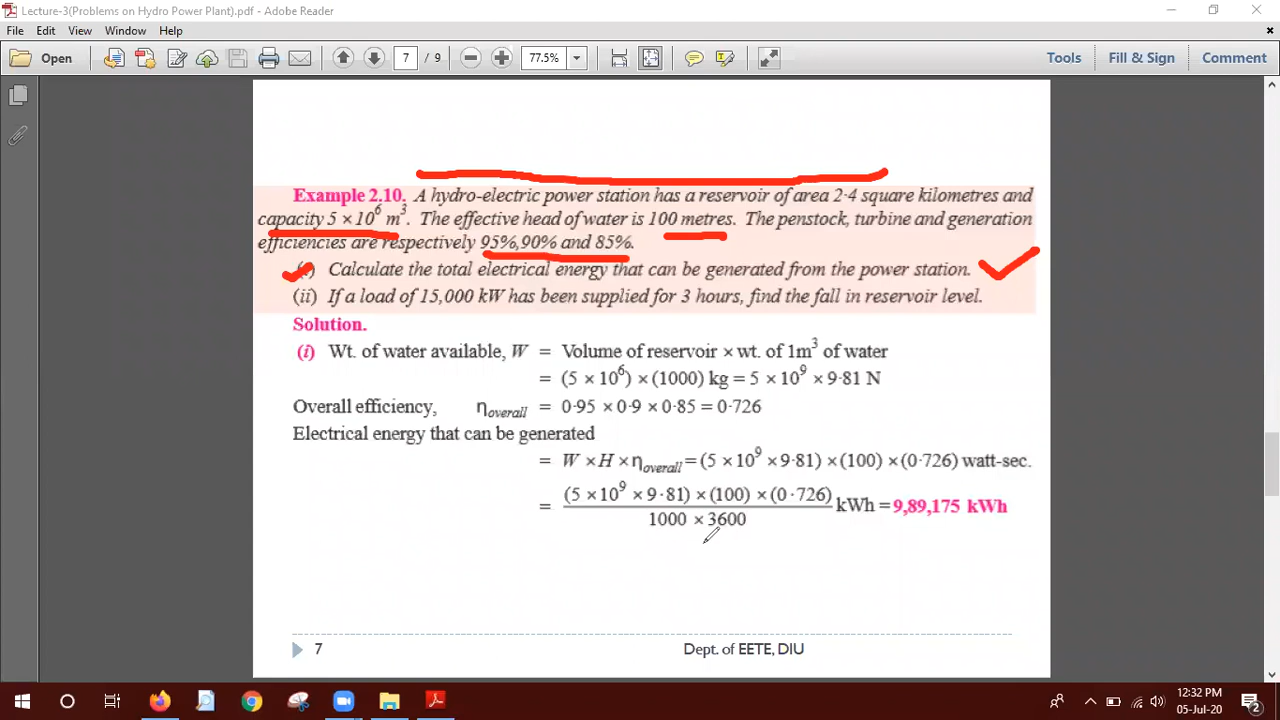 Lecture-3(Problems on Hydro Power Plant).pdf - Adobe Reader
File Edit View Window Help
Open 7 / 9 77.5% Tools Fill & Sign Comment
Example 2.10. A hydro-electric power station has a reservoir of area 2·4 square kilometres and
capacity 5 × 10⁶ m³. The effective head of water is 100 metres. The penstock, turbine and generation
efficiencies are respectively 95%,90% and 85%.
(i) Calculate the total electrical energy that can be generated from the power station.
(ii) If a load of 15,000 kW has been supplied for 3 hours, find the fall in reservoir level.
Solution.
(i) Wt. of water available, W = Volume of reservoir × wt. of 1m³ of water
= (5 × 10⁶) × (1000) kg = 5 × 10⁹ × 9·81 N
Overall efficiency, ηoverall = 0·95 × 0·9 × 0·85 = 0·726
Electrical energy that can be generated
= W × H × ηoverall = (5 × 10⁹ × 9·81) × (100) × (0·726) watt-sec.
(5 × 10⁹ × 9·81) × (100) × (0·726)
= kWh = 9,89,175 kWh
1000 × 3600
7 Dept. of EETE, DIU
12:32 PM
05-Jul-20
2